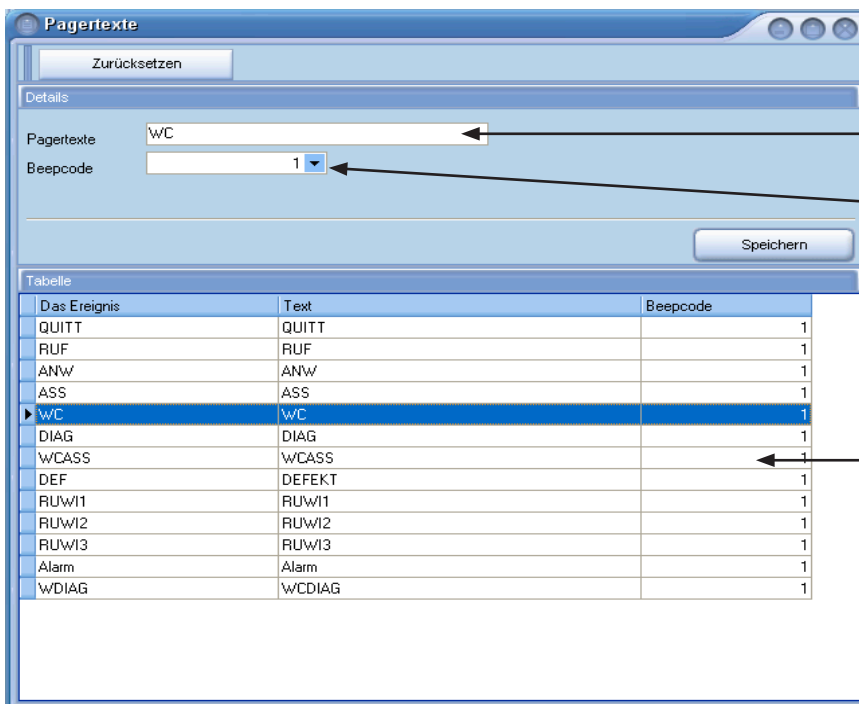 Pagertexte
Zurücksetzen
Details
Pagertexte WC
Beepcode 1
Speichern
Tabelle
Das Ereignis Text Beepcode
QUITT QUITT 1
RUF RUF 1
ANW ANW 1
ASS ASS 1
WC WC 1
DIAG DIAG 1
WCASS WCASS 1
DEF DEFEKT 1
RUWI1 RUWI1 1
RUWI2 RUWI2 1
RUWI3 RUWI3 1
Alarm Alarm 1
WDIAG WCDIAG 1